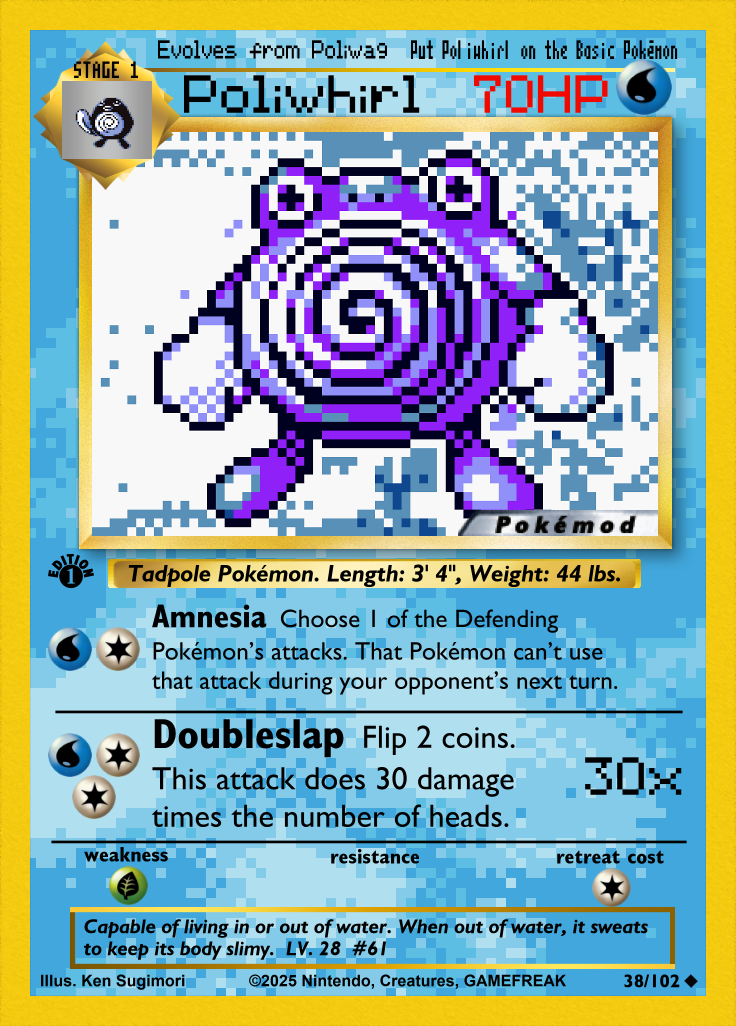 Evolves from Poliwag Put Poliwhirl on the Basic Pokémon
STAGE 1
Poliwhirl 70HP
Pokémod
EDITION 1
Tadpole Pokémon. Length: 3' 4", Weight: 44 lbs.
Amnesia Choose 1 of the Defending
Pokémon's attacks. That Pokémon can't use
that attack during your opponent's next turn.
Doubleslap Flip 2 coins.
This attack does 30 damage
times the number of heads.
30x
weakness resistance retreat cost
Capable of living in or out of water. When out of water, it sweats
to keep its body slimy. LV. 28 #61
Illus. Ken Sugimori ©2025 Nintendo, Creatures, GAMEFREAK 38/102